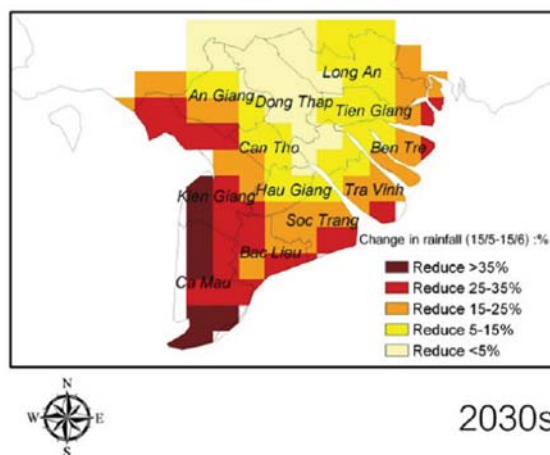 Long An
An Giang
Dong Thap
Tien Giang
Can Tho
Ben Tre
Kien Giang
Hau Giang
Tra Vinh
Soc Trang
Change in rainfall (15/5-15/6) :%
Bac Lieu
Reduce >35%
Ca Mau
Reduce 25-35%
Reduce 15-25%
Reduce 5-15%
Reduce <5%
N
W E
S
2030s